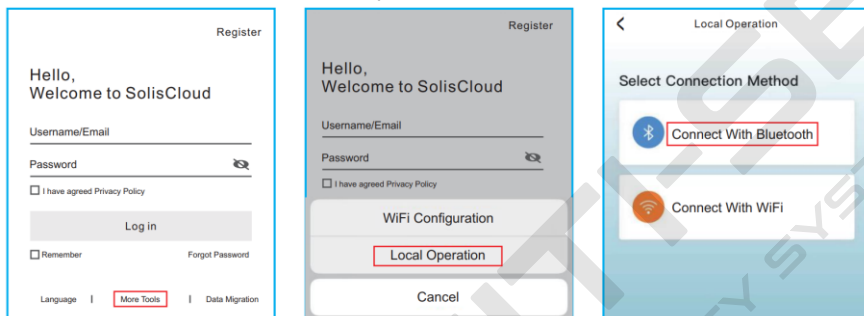 Register
Hello,
Welcome to SolisCloud
Username/Email
Password
I have agreed Privacy Policy
Log in
Remember Forgot Password
Language | More Tools | Data Migration
Register
Hello,
Welcome to SolisCloud
Username/Email
Password
I have agreed Privacy Policy
WiFi Configuration
Local Operation
Cancel
Local Operation
Select Connection Method
Connect With Bluetooth
Connect With WiFi